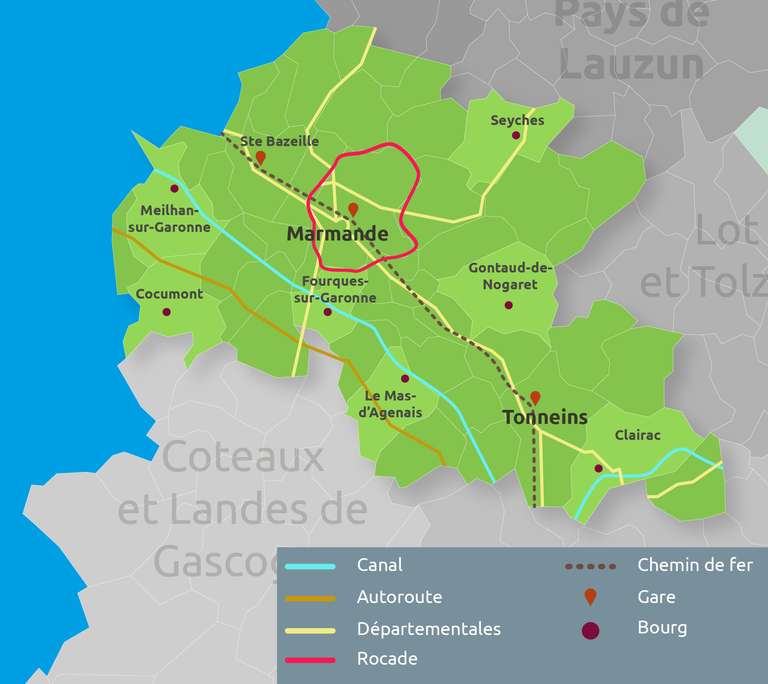 Pays de
Lauzun
Seyches
Ste Bazeille
Meilhan-
sur-Garonne
Marmande
Lot
et Tolz
Gontaud-de-
Nogaret
Cocumont
Fourques-
sur-Garonne
Le Mas-
d'Agenais
Tonneins
Clairac
Coteaux
et Landes de
Gascog
Canal
Autoroute
Départementales
Rocade
Chemin de fer
Gare
Bourg